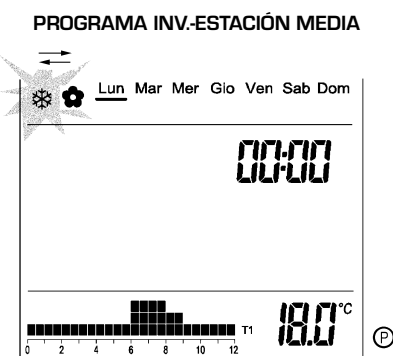 PROGRAMA INV.-ESTACIÓN MEDIA
Lun Mar Mer Gio Ven Sab Dom
00:00
T1
0 2 4 6 8 10 12
18.0°C
P